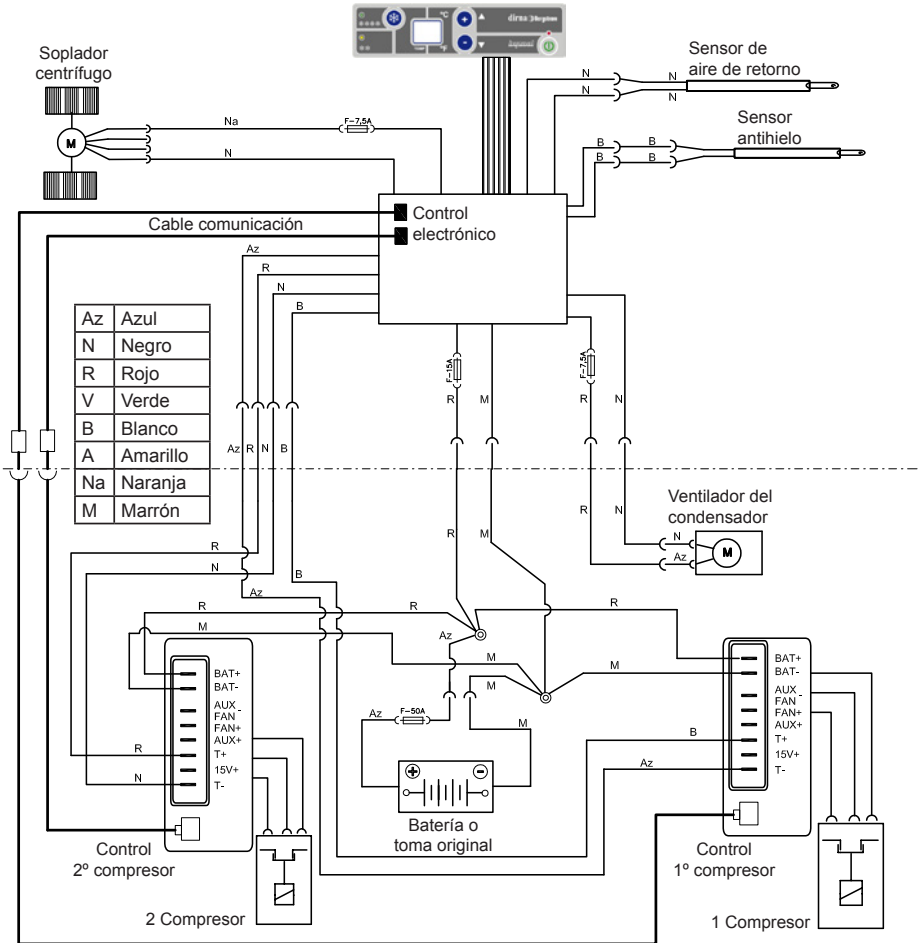 °C
dirna Bergstrom
°F
Soplador
centrífugo
M
Na
F-7,5A
N
N
N
N
N
Sensor de
aire de retorno
Sensor
antihielo
B
B
B
B
Control
electrónico
Cable comunicación
Az
R
N
B
Az Azul
N Negro
R Rojo
V Verde
B Blanco
A Amarillo
Na Naranja
M Marrón
F-15A
F-7,5A
R
M
R
N
Az
R
N
B
R
M
R
N
Ventilador del
condensador
N
Az
M
R
N
B
Az
R
R
M
Az
R
M
M
M
Az
F-50A
M
+
-
Batería o
toma original
BAT+
BAT-
AUX -
FAN
FAN+
AUX+
T+
15V+
T-
R
N
Control
2º compresor
2 Compresor
BAT+
BAT-
AUX -
FAN
FAN+
AUX+
T+
15V+
T-
B
Az
Control
1º compresor
1 Compresor